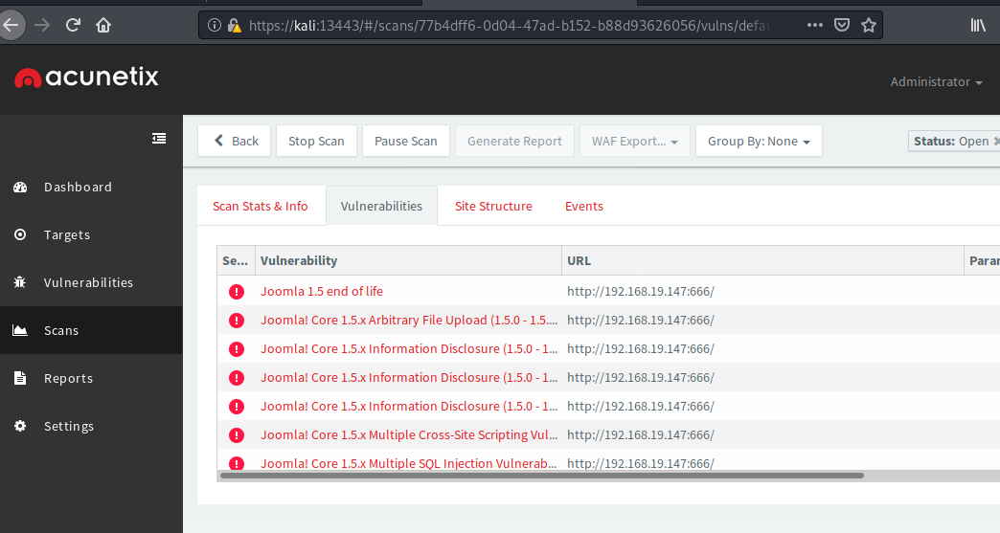 https://kali:13443/#/scans/77b4dff6-0d04-47ad-b152-b88d93626056/vulns/defau
acunetix
Administrator
Back Stop Scan Pause Scan Generate Report WAF Export... Group By: None Status: Open
Dashboard
Targets
Vulnerabilities
Scans
Reports
Settings
Scan Stats & Info Vulnerabilities Site Structure Events
Se... Vulnerability URL Paran
Joomla 1.5 end of life http://192.168.19.147:666/
Joomla! Core 1.5.x Arbitrary File Upload (1.5.0 - 1.5.... http://192.168.19.147:666/
Joomla! Core 1.5.x Information Disclosure (1.5.0 - 1... http://192.168.19.147:666/
Joomla! Core 1.5.x Information Disclosure (1.5.0 - 1... http://192.168.19.147:666/
Joomla! Core 1.5.x Information Disclosure (1.5.0 - 1... http://192.168.19.147:666/
Joomla! Core 1.5.x Multiple Cross-Site Scripting Vul... http://192.168.19.147:666/
Joomla! Core 1.5.x Multiple SQL Injection Vulnerab... http://192.168.19.147:666/